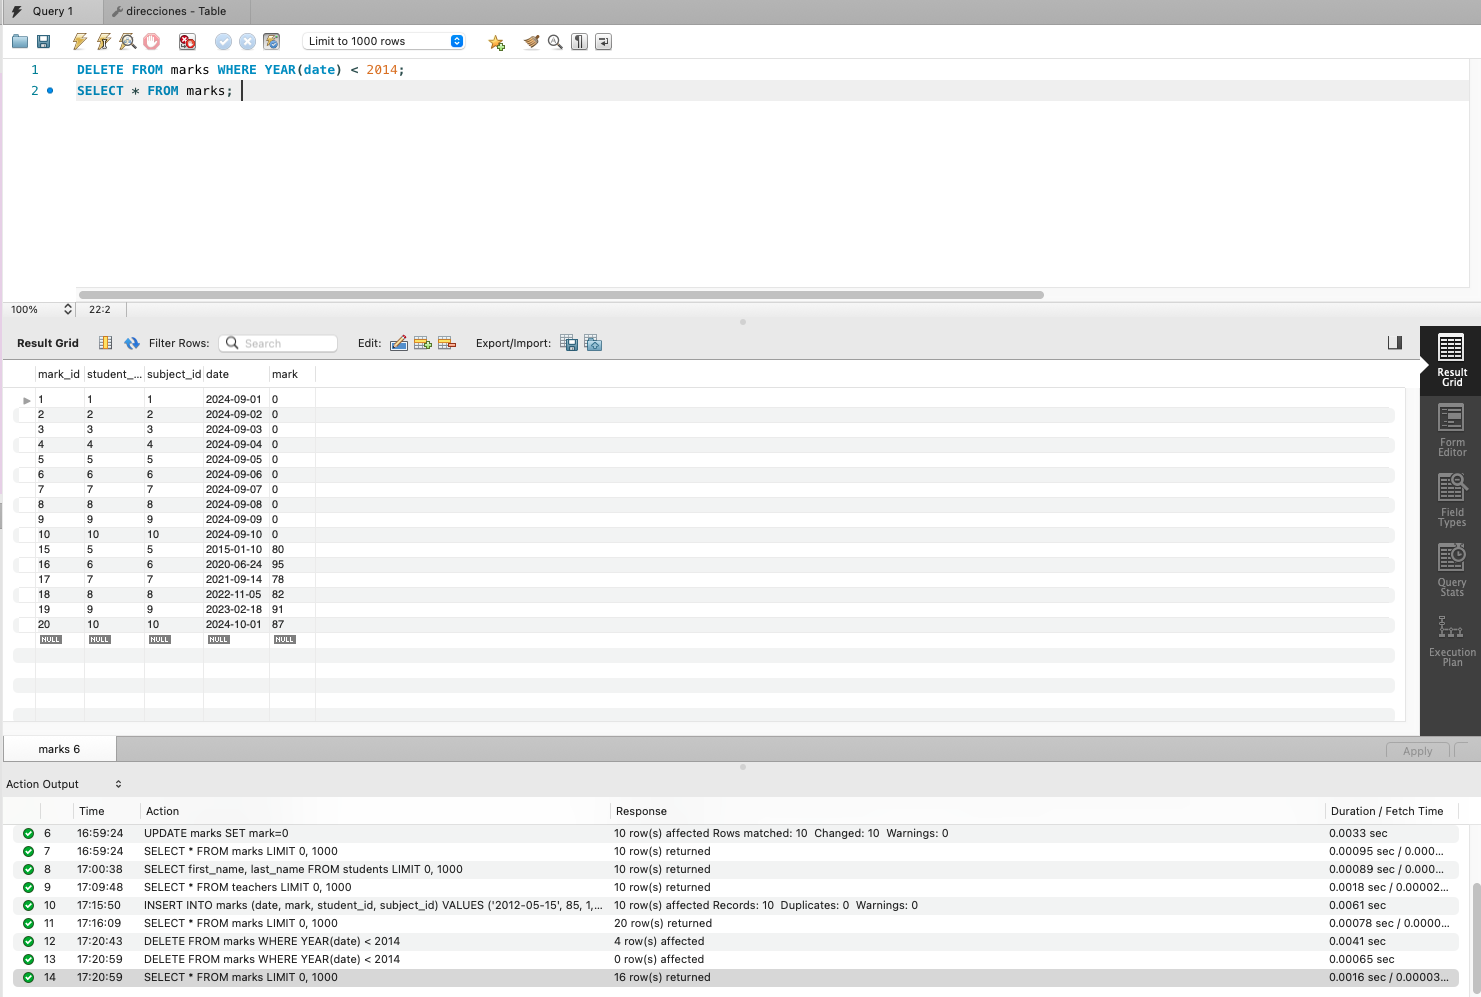 Query 1 direcciones - Table
Limit to 1000 rows
1 DELETE FROM marks WHERE YEAR(date) < 2014;
2 SELECT * FROM marks;
100% 22:2
Result Grid Filter Rows: Search Edit: Export/Import:
Result Grid
Form Editor
Field Types
Query Stats
Execution Plan
mark_id student_... subject_id date mark
1 1 1 2024-09-01 0
2 2 2 2024-09-02 0
3 3 3 2024-09-03 0
4 4 4 2024-09-04 0
5 5 5 2024-09-05 0
6 6 6 2024-09-06 0
7 7 7 2024-09-07 0
8 8 8 2024-09-08 0
9 9 9 2024-09-09 0
10 10 10 2024-09-10 0
15 5 5 2015-01-10 80
16 6 6 2020-06-24 95
17 7 7 2021-09-14 78
18 8 8 2022-11-05 82
19 9 9 2023-02-18 91
20 10 10 2024-10-01 87
NULL NULL NULL NULL NULL
marks 6 Apply
Action Output
Time Action Response Duration / Fetch Time
6 16:59:24 UPDATE marks SET mark=0 10 row(s) affected Rows matched: 10 Changed: 10 Warnings: 0 0.0033 sec
7 16:59:24 SELECT * FROM marks LIMIT 0, 1000 10 row(s) returned 0.00095 sec / 0.000...
8 17:00:38 SELECT first_name, last_name FROM students LIMIT 0, 1000 10 row(s) returned 0.00089 sec / 0.000...
9 17:09:48 SELECT * FROM teachers LIMIT 0, 1000 10 row(s) returned 0.0018 sec / 0.00002...
10 17:15:50 INSERT INTO marks (date, mark, student_id, subject_id) VALUES ('2012-05-15', 85, 1,... 10 row(s) affected Records: 10 Duplicates: 0 Warnings: 0 0.0061 sec
11 17:16:09 SELECT * FROM marks LIMIT 0, 1000 20 row(s) returned 0.00078 sec / 0.0000...
12 17:20:43 DELETE FROM marks WHERE YEAR(date) < 2014 4 row(s) affected 0.0041 sec
13 17:20:59 DELETE FROM marks WHERE YEAR(date) < 2014 0 row(s) affected 0.00065 sec
14 17:20:59 SELECT * FROM marks LIMIT 0, 1000 16 row(s) returned 0.0016 sec / 0.00003...